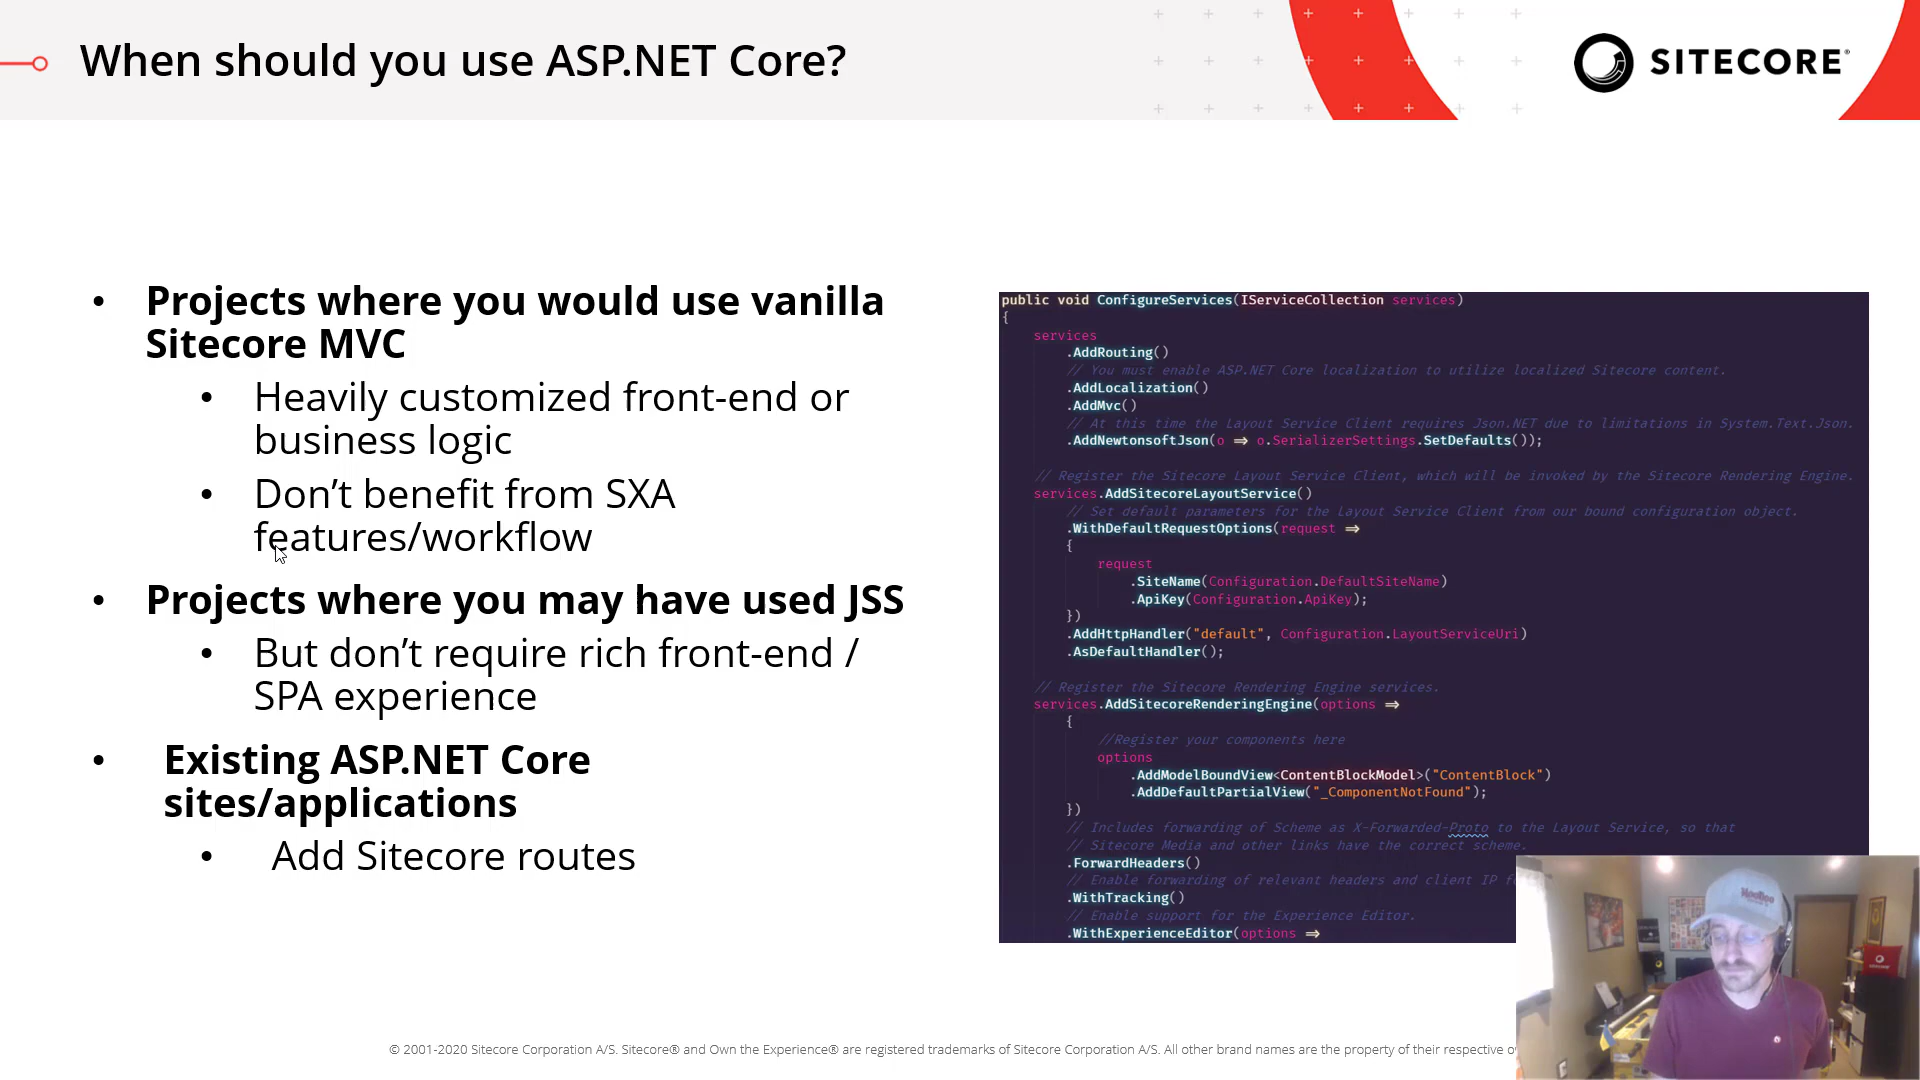 When should you use ASP.NET Core?
SITECORE®
• Projects where you would use vanilla
Sitecore MVC
• Heavily customized front-end or
business logic
• Don’t benefit from SXA
features/workflow
• Projects where you may have used JSS
• But don’t require rich front-end /
SPA experience
• Existing ASP.NET Core
sites/applications
• Add Sitecore routes
public void ConfigureServices(IServiceCollection services)
{
services
.AddRouting()
// You must enable ASP.NET Core localization to utilize localized Sitecore content.
.AddLocalization()
.AddMvc()
// At this time the Layout Service Client requires Json.NET due to limitations in System.Text.Json.
.AddNewtonsoftJson(o ⇒ o.SerializerSettings.SetDefaults());
// Register the Sitecore Layout Service Client, which will be invoked by the Sitecore Rendering Engine.
services.AddSitecoreLayoutService()
// Set default parameters for the Layout Service Client from our bound configuration object.
.WithDefaultRequestOptions(request ⇒
{
request
.SiteName(Configuration.DefaultSiteName)
.ApiKey(Configuration.ApiKey);
})
.AddHttpHandler("default", Configuration.LayoutServiceUri)
.AsDefaultHandler();
// Register the Sitecore Rendering Engine services.
services.AddSitecoreRenderingEngine(options ⇒
{
//Register your components here
options
.AddModelBoundView<ContentBlockModel>("ContentBlock")
.AddDefaultPartialView("_ComponentNotFound");
})
// Includes forwarding of Scheme as X-Forwarded-Proto to the Layout Service, so that
// Sitecore Media and other links have the correct scheme.
.ForwardHeaders()
// Enable forwarding of relevant headers and client IP
.WithTracking()
// Enable support for the Experience Editor.
.WithExperienceEditor(options ⇒
© 2001-2020 Sitecore Corporation A/S. Sitecore® and Own the Experience® are registered trademarks of Sitecore Corporation A/S. All other brand names are the property of their respective